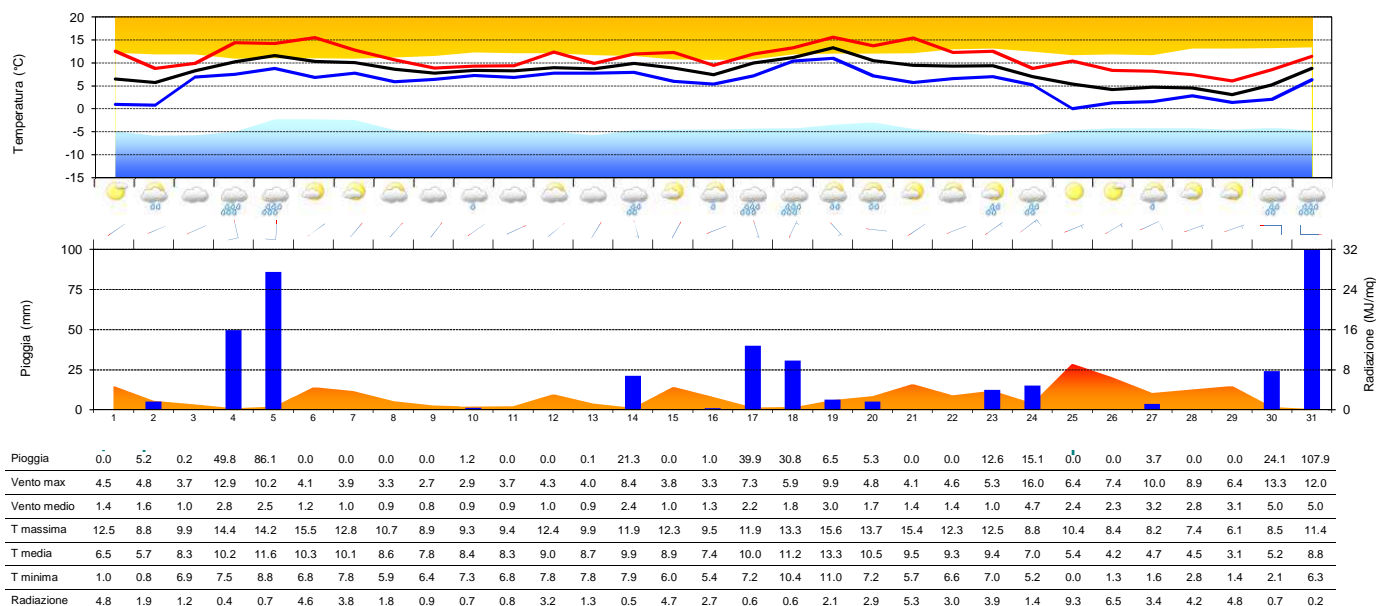 20
15
10
5
0
-5
-10
-15
Temperatura (°C)
100
75
50
25
0
Pioggia (mm)
32
24
16
8
0
Radiazione (MJ/mq)
1 2 3 4 5 6 7 8 9 10 11 12 13 14 15 16 17 18 19 20 21 22 23 24 25 26 27 28 29 30 31
Pioggia 0.0 5.2 0.2 49.8 86.1 0.0 0.0 0.0 0.0 1.2 0.0 0.0 0.1 21.3 0.0 1.0 39.9 30.8 6.5 5.3 0.0 0.0 12.6 15.1 0.0 0.0 3.7 0.0 0.0 24.1 107.9
Vento max 4.5 4.8 3.7 12.9 10.2 4.1 3.9 3.3 2.7 2.9 3.7 4.3 4.0 8.4 3.8 3.3 7.3 5.9 9.9 4.8 4.1 4.6 5.3 16.0 6.4 7.4 10.0 8.9 6.4 13.3 12.0
Vento medio 1.4 1.6 1.0 2.8 2.5 1.2 1.0 0.9 0.8 0.9 0.9 1.0 0.9 2.4 1.0 1.3 2.2 1.8 3.0 1.7 1.4 1.4 1.0 4.7 2.4 2.3 3.2 2.8 3.1 5.0 5.0
T massima 12.5 8.8 9.9 14.4 14.2 15.5 12.8 10.7 8.9 9.3 9.4 12.4 9.9 11.9 12.3 9.5 11.9 13.3 15.6 13.7 15.4 12.3 12.5 8.8 10.4 8.4 8.2 7.4 6.1 8.5 11.4
T media 6.5 5.7 8.3 10.2 11.6 10.3 10.1 8.6 7.8 8.4 8.3 9.0 8.7 9.9 8.9 7.4 10.0 11.2 13.3 10.5 9.5 9.3 9.4 7.0 5.4 4.2 4.7 4.5 3.1 5.2 8.8
T minima 1.0 0.8 6.9 7.5 8.8 6.8 7.8 5.9 6.4 7.3 6.8 7.8 7.8 7.9 6.0 5.4 7.2 10.4 11.0 7.2 5.7 6.6 7.0 5.2 0.0 1.3 1.6 2.8 1.4 2.1 6.3
Radiazione 4.8 1.9 1.2 0.4 0.7 4.6 3.8 1.8 0.9 0.7 0.8 3.2 1.3 0.5 4.7 2.7 0.6 0.6 2.1 2.9 5.3 3.0 3.9 1.4 9.3 6.5 3.4 4.2 4.8 0.7 0.2